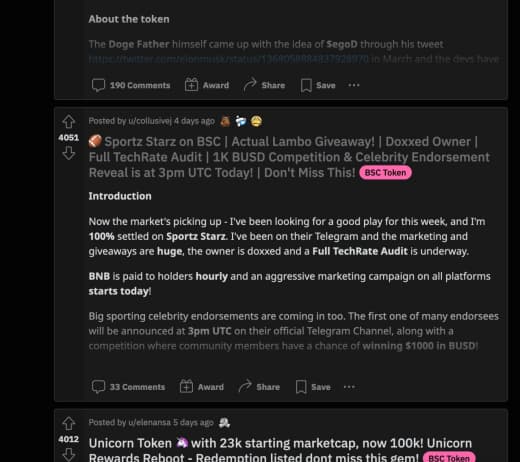 About the token
The Doge Father himself came up with the idea of $egoD through his tweet
https://twitter.com/elonmusk/status/1368058884837928970 in March and the devs have
190 Comments Award Share Save
Posted by u/collusivej 4 days ago
4051
🏈 Sportz Starz on BSC | Actual Lambo Giveaway! | Doxxed Owner |
Full TechRate Audit | 1K BUSD Competition & Celebrity Endorsement
Reveal is at 3pm UTC Today! | Don't Miss This! BSC Token
Introduction
Now the market's picking up - I've been looking for a good play for this week, and I'm
100% settled on Sportz Starz. I've been on their Telegram and the marketing and
giveaways are huge, the owner is doxxed and a Full TechRate Audit is underway.
BNB is paid to holders hourly and an aggressive marketing campaign on all platforms
starts today!
Big sporting celebrity endorsements are coming in too. The first one of many endorsees
will be announced at 3pm UTC on their official Telegram Channel, along with a
competition where community members have a chance of winning $1000 in BUSD!
33 Comments Award Share Save
Posted by u/elenansa 5 days ago
4012
Unicorn Token 🦄 with 23k starting marketcap, now 100k! Unicorn
Rewards Reboot - Redemption listed dont miss this gem! BSC Token